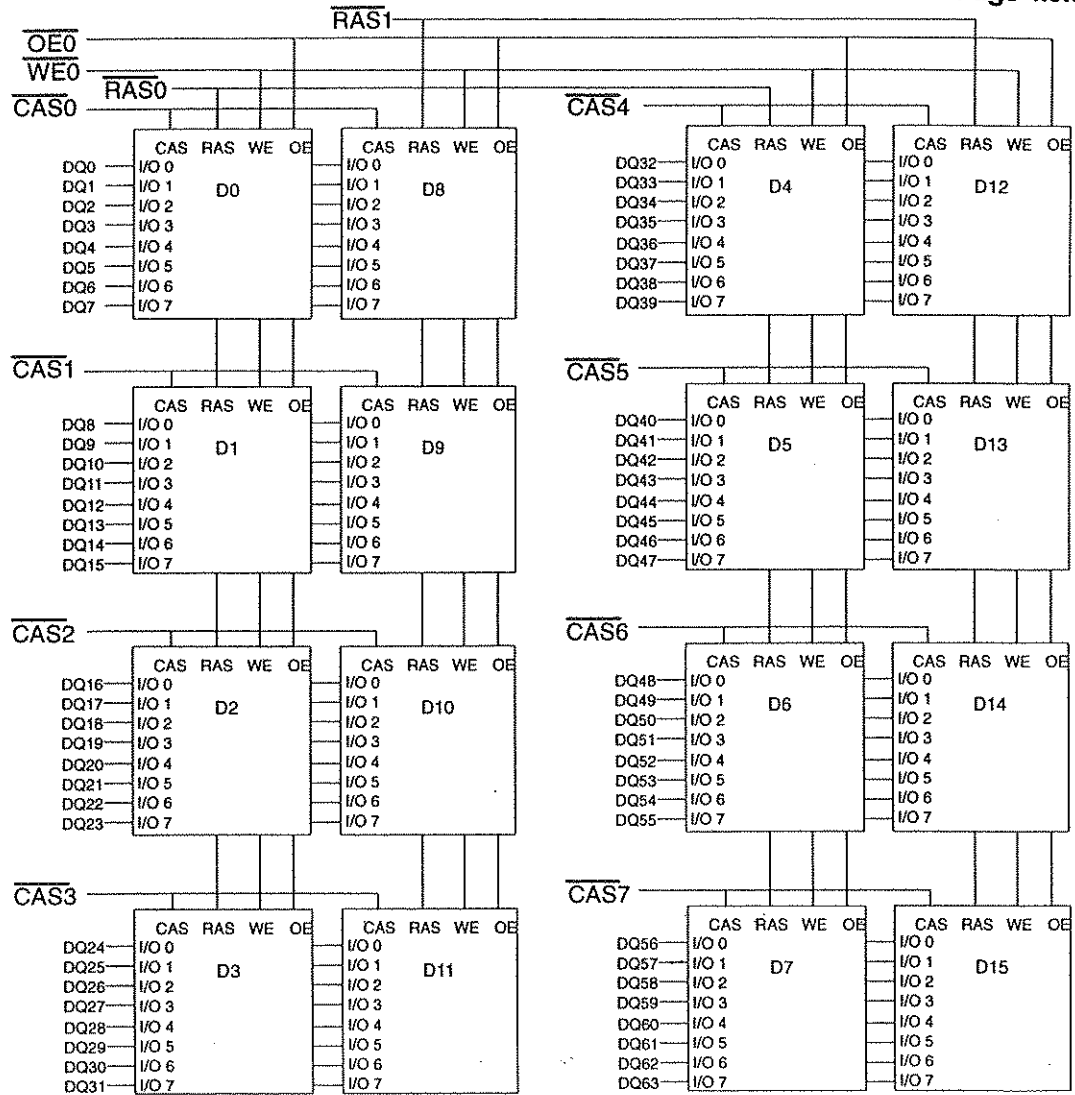 RAS1
OE0
WE0
RAS0
CAS0
CAS4
CAS RAS WE OE CAS RAS WE OE
DQ0 I/O 0 I/O 0
DQ1 I/O 1 I/O 1
DQ2 I/O 2 I/O 2
DQ3 I/O 3 I/O 3
DQ4 I/O 4 I/O 4
DQ5 I/O 5 I/O 5
DQ6 I/O 6 I/O 6
DQ7 I/O 7 I/O 7
D0 D8
CAS RAS WE OE CAS RAS WE OE
DQ32 I/O 0 I/O 0
DQ33 I/O 1 I/O 1
DQ34 I/O 2 I/O 2
DQ35 I/O 3 I/O 3
DQ36 I/O 4 I/O 4
DQ37 I/O 5 I/O 5
DQ38 I/O 6 I/O 6
DQ39 I/O 7 I/O 7
D4 D12
CAS1
CAS RAS WE OE CAS RAS WE OE
DQ8 I/O 0 I/O 0
DQ9 I/O 1 I/O 1
DQ10 I/O 2 I/O 2
DQ11 I/O 3 I/O 3
DQ12 I/O 4 I/O 4
DQ13 I/O 5 I/O 5
DQ14 I/O 6 I/O 6
DQ15 I/O 7 I/O 7
D1 D9
CAS5
CAS RAS WE OE CAS RAS WE OE
DQ40 I/O 0 I/O 0
DQ41 I/O 1 I/O 1
DQ42 I/O 2 I/O 2
DQ43 I/O 3 I/O 3
DQ44 I/O 4 I/O 4
DQ45 I/O 5 I/O 5
DQ46 I/O 6 I/O 6
DQ47 I/O 7 I/O 7
D5 D13
CAS2
CAS RAS WE OE CAS RAS WE OE
DQ16 I/O 0 I/O 0
DQ17 I/O 1 I/O 1
DQ18 I/O 2 I/O 2
DQ19 I/O 3 I/O 3
DQ20 I/O 4 I/O 4
DQ21 I/O 5 I/O 5
DQ22 I/O 6 I/O 6
DQ23 I/O 7 I/O 7
D2 D10
CAS6
CAS RAS WE OE CAS RAS WE OE
DQ48 I/O 0 I/O 0
DQ49 I/O 1 I/O 1
DQ50 I/O 2 I/O 2
DQ51 I/O 3 I/O 3
DQ52 I/O 4 I/O 4
DQ53 I/O 5 I/O 5
DQ54 I/O 6 I/O 6
DQ55 I/O 7 I/O 7
D6 D14
CAS3
CAS RAS WE OE CAS RAS WE OE
DQ24 I/O 0 I/O 0
DQ25 I/O 1 I/O 1
DQ26 I/O 2 I/O 2
DQ27 I/O 3 I/O 3
DQ28 I/O 4 I/O 4
DQ29 I/O 5 I/O 5
DQ30 I/O 6 I/O 6
DQ31 I/O 7 I/O 7
D3 D11
CAS7
CAS RAS WE OE CAS RAS WE OE
DQ56 I/O 0 I/O 0
DQ57 I/O 1 I/O 1
DQ58 I/O 2 I/O 2
DQ59 I/O 3 I/O 3
DQ60 I/O 4 I/O 4
DQ61 I/O 5 I/O 5
DQ62 I/O 6 I/O 6
DQ63 I/O 7 I/O 7
D7 D15